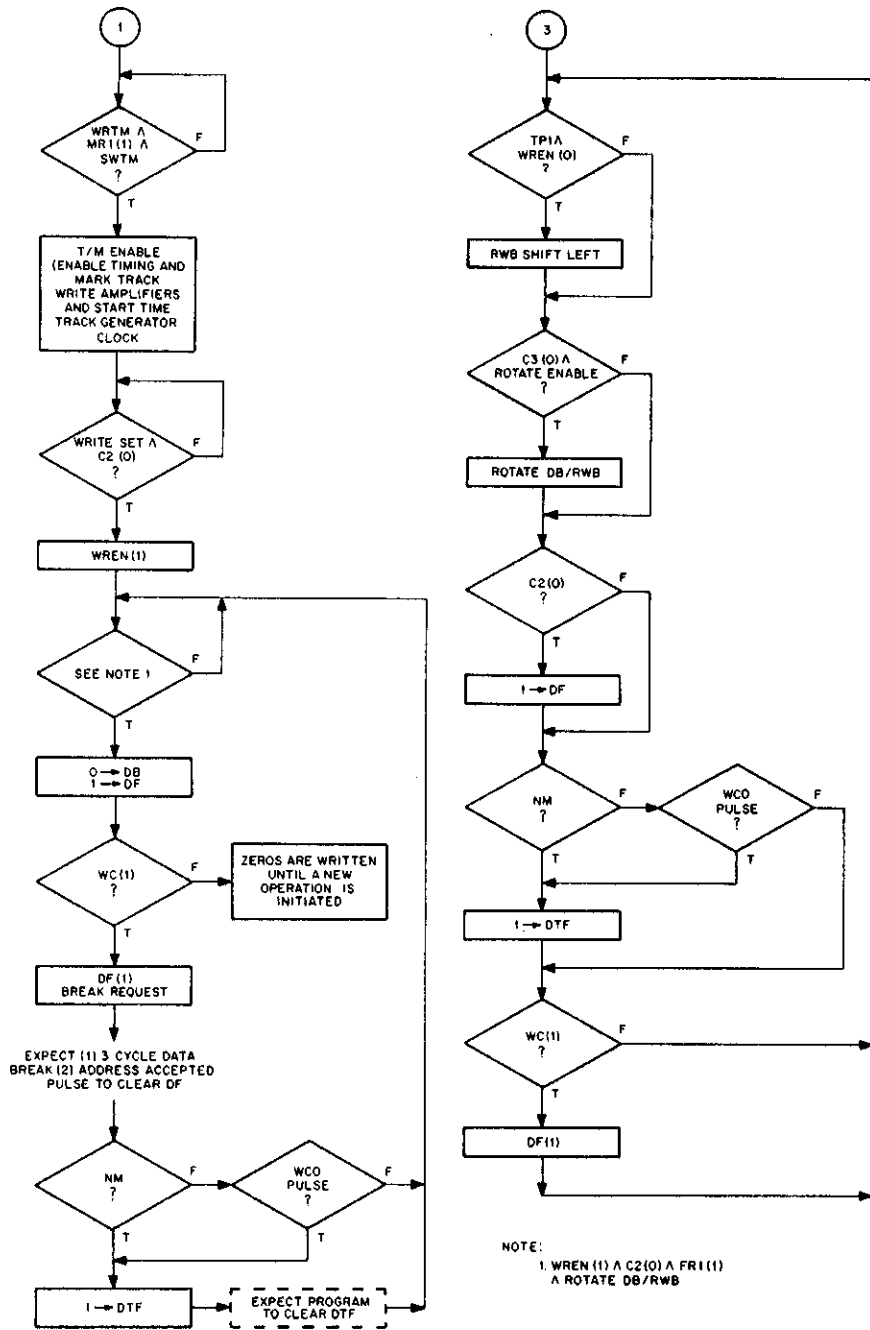 1
WRTM Λ
MR1(1) Λ
SWTM
?
F
T
T/M ENABLE
(ENABLE TIMING AND
MARK TRACK
WRITE AMPLIFIERS
AND START TIME
TRACK GENERATOR
CLOCK
WRITE SET Λ
C2(0)
?
F
T
WREN(1)
SEE NOTE 1
F
T
0→DB
1→DF
WC(1)
?
F
T
ZEROS ARE WRITTEN
UNTIL A NEW
OPERATION IS
INITIATED
DF(1)
BREAK REQUEST
EXPECT (1) 3 CYCLE DATA
BREAK (2) ADDRESS ACCEPTED
PULSE TO CLEAR DF
NM
?
F
T
WCO
PULSE
?
F
T
1→DTF
EXPECT PROGRAM
TO CLEAR DTF
3
TP1Λ
WREN (0)
?
F
T
RWB SHIFT LEFT
C3(0) Λ
ROTATE ENABLE
?
F
T
ROTATE DB/RWB
C2(0)
?
F
T
1→DF
NM
?
F
T
WCO
PULSE
?
F
T
1→DTF
WC(1)
?
F
T
DF(1)
NOTE:
1. WREN (1) Λ C2(0) Λ FR1(1)
Λ ROTATE DB/RWB